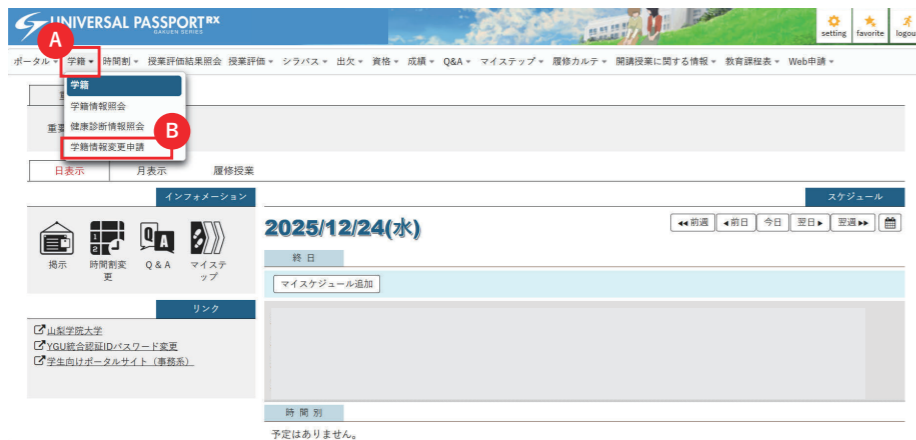 UNIVERSAL PASSPORT RX
GAKUEN SERIES
setting favorite logou
A
ポータル 学籍 時間割 授業評価結果照会 授業評価 シラバス 出欠 資格 成績 Q&A マイステップ 履修カルテ 開講授業に関する情報 教育課程表 Web申請
学籍
学籍情報照会
重要
健康診断情報照会
B
学籍情報変更申請
日表示 月表示 履修授業
インフォメーション
スケジュール
掲示
時間割変更
Q & A
マイステップ
2025/12/24(水)
前週 前日 今日 翌日 翌週
終日
マイスケジュール追加
リンク
山梨学院大学
YGU統合認証IDパスワード変更
学生向けポータルサイト（事務系）
時間別
予定はありません。